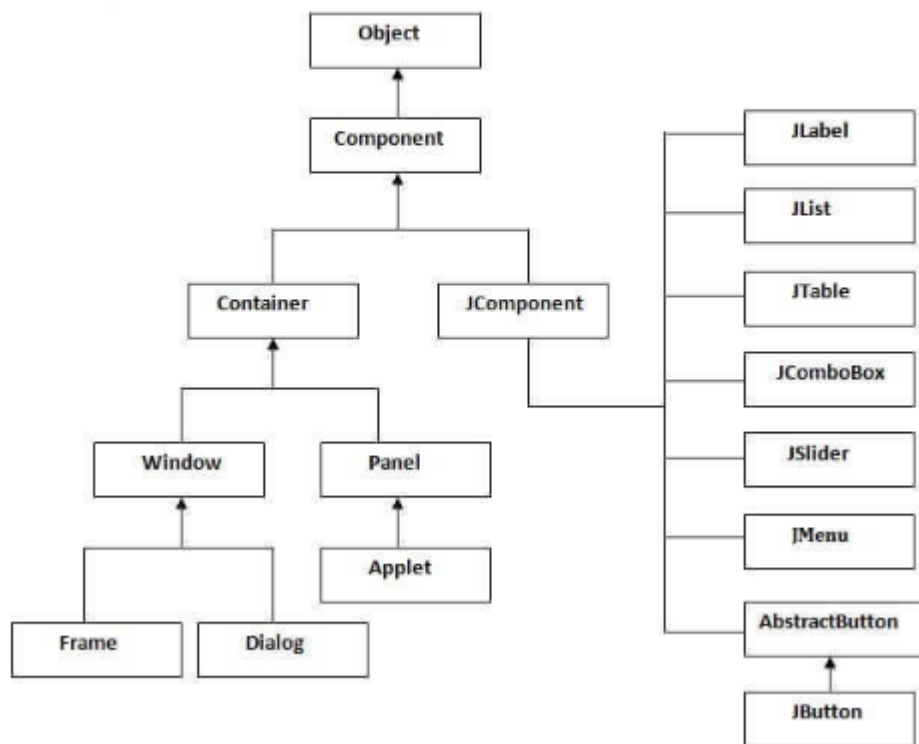 Object
Component
Container
JComponent
Window
Panel
Applet
Frame
Dialog
JLabel
JList
JTable
JComboBox
JSlider
JMenu
AbstractButton
JButton